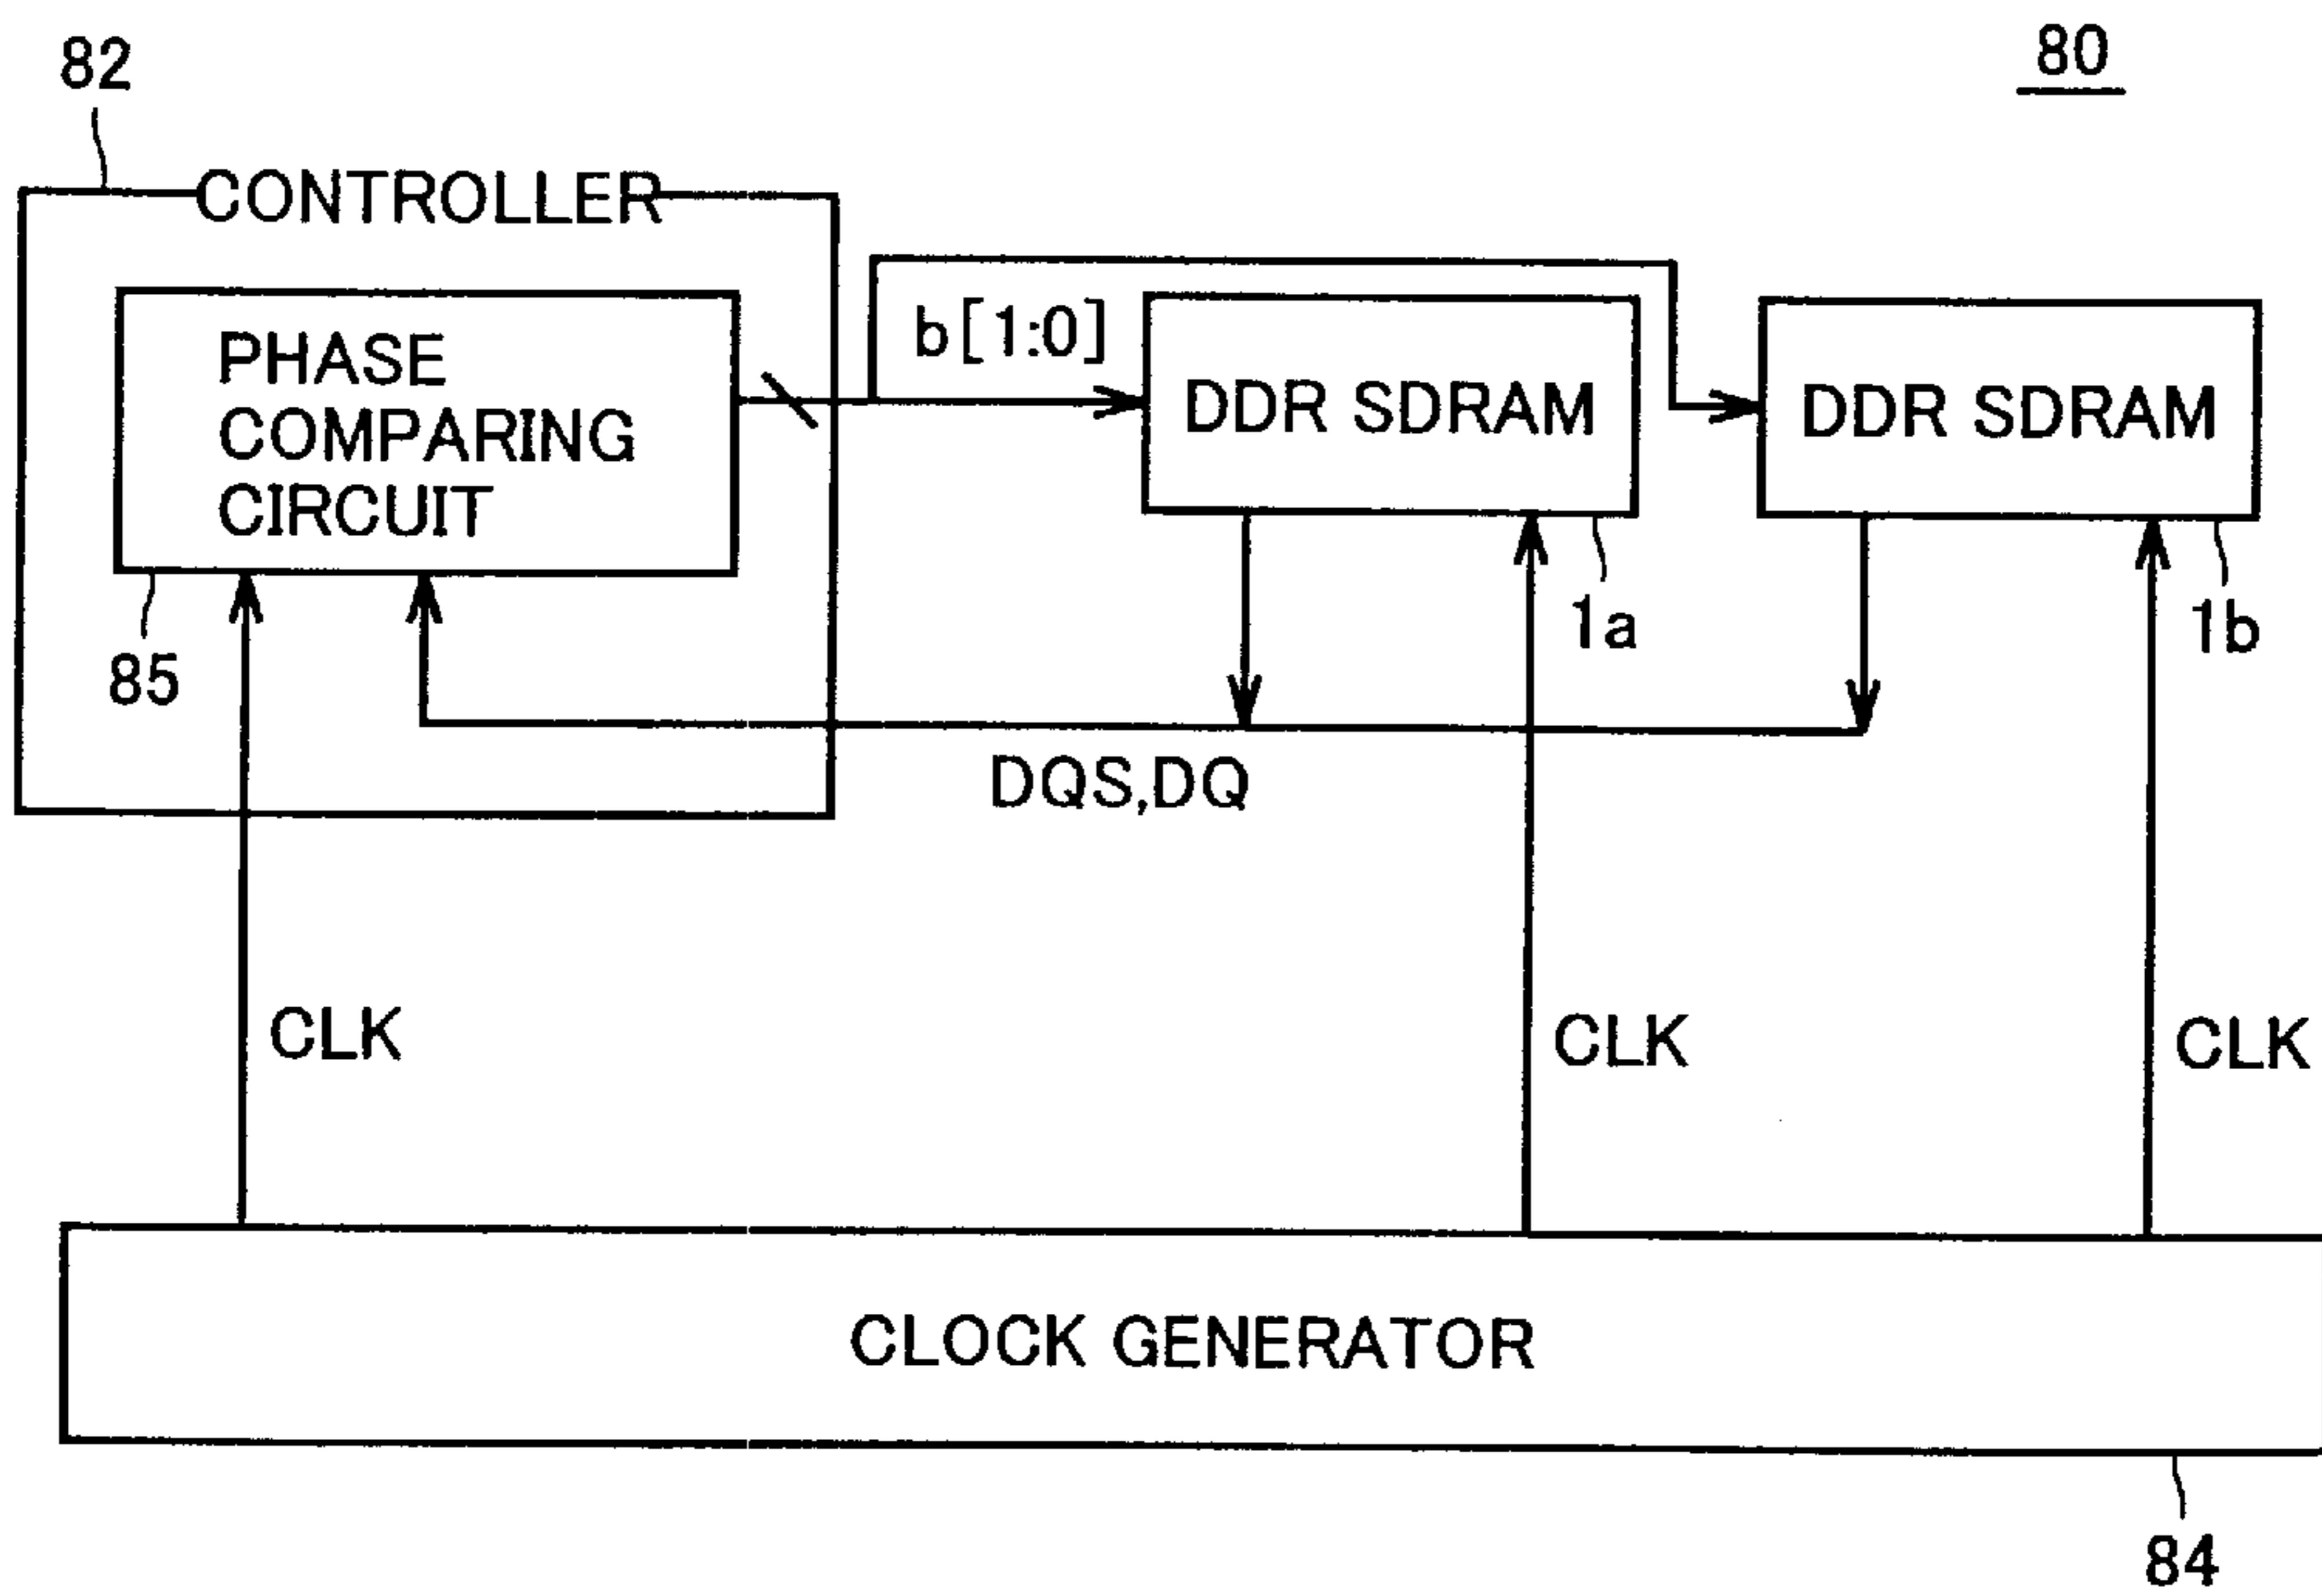 80
82
CONTROLLER
PHASE
COMPARING
CIRCUIT
85
b[1:0]
DDR SDRAM
1a
DDR SDRAM
1b
DQS,DQ
CLK
CLK
CLK
CLOCK GENERATOR
84